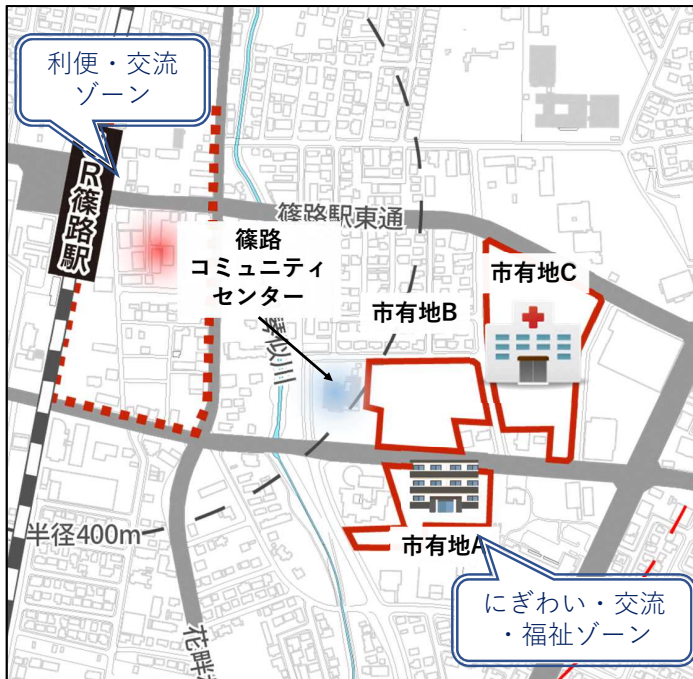 利便・交流
ゾーン
R篠路駅
篠路駅東通
篠路
コミュニティ
センター
市有地C
市有地B
琴似川
半径400m
市有地A
にぎわい・交流
・福祉ゾーン
花畔